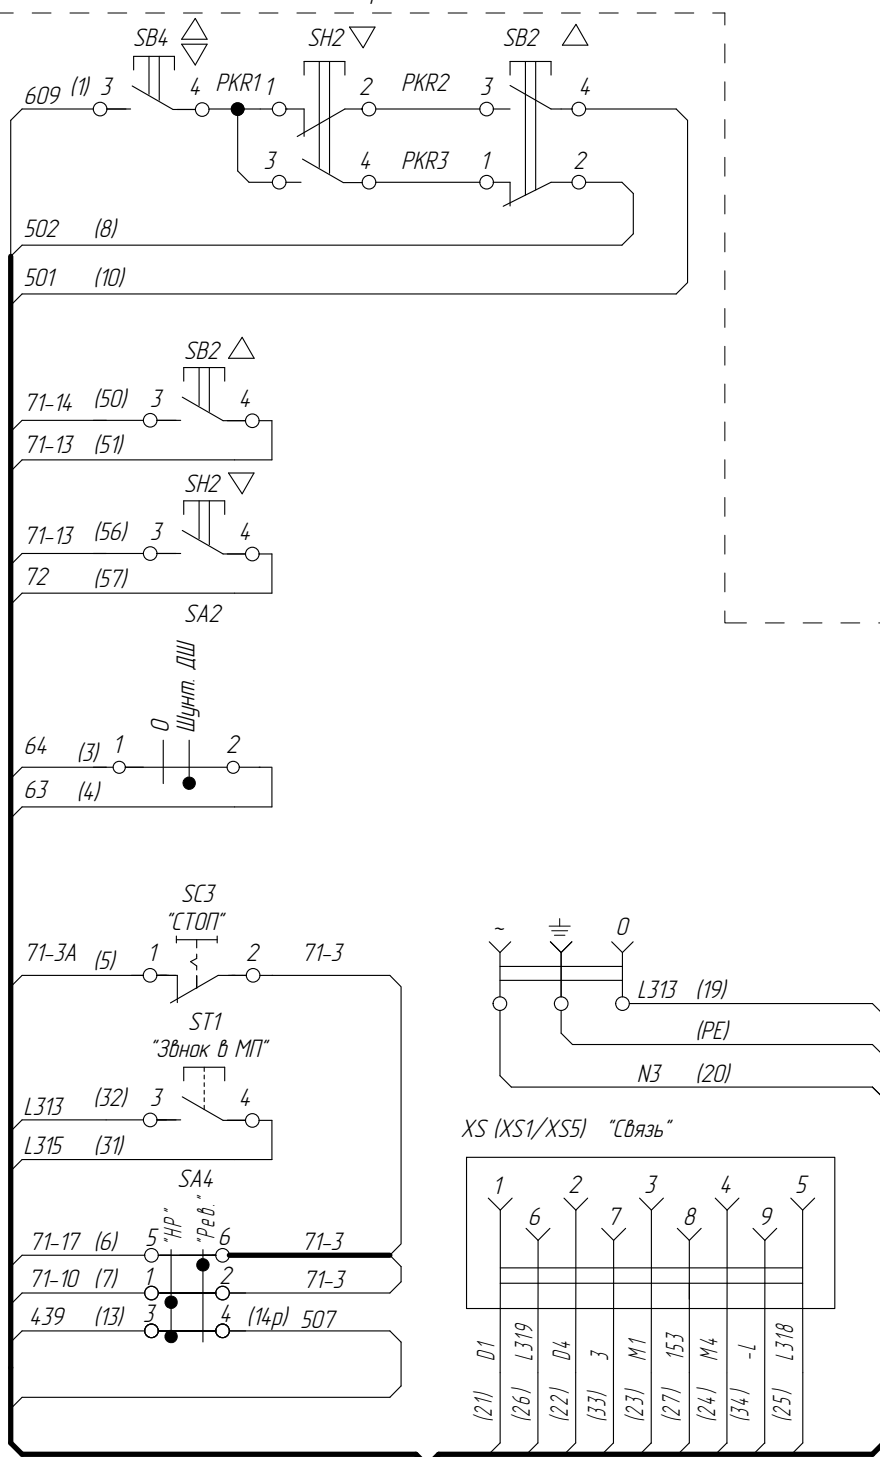 SB4 SH2 SB2
609 (1) 3 4 PKR1 1 2 PKR2 3 4
3 4 PKR3 1 2
502 (8)
501 (10)
SB2
71-14 (50) 3 4
71-13 (51)
SH2
71-13 (56) 3 4
72 (57)
SA2
0 Шунт. ДШ
64 (3) 1 2
63 (4)
SC3
"СТОП"
71-3А (5) 1 2 71-3
ST1
"Звнок в МП"
L313 (32) 3 4
L315 (31)
SA4
"НР" "Рев."
71-17 (6) 5 6 71-3
71-10 (7) 1 2 71-3
439 (13) 3 4 (14р) 507
~ 0
L313 (19)
(PE)
N3 (20)
XS (XS1/XS5) "Связь"
1 2 3 4 5
6 7 8 9
(21) D1
(26) L319
(22) D4
(33) 3
(23) M1
(27) 153
(24) M4
(34) -L
(25) L318